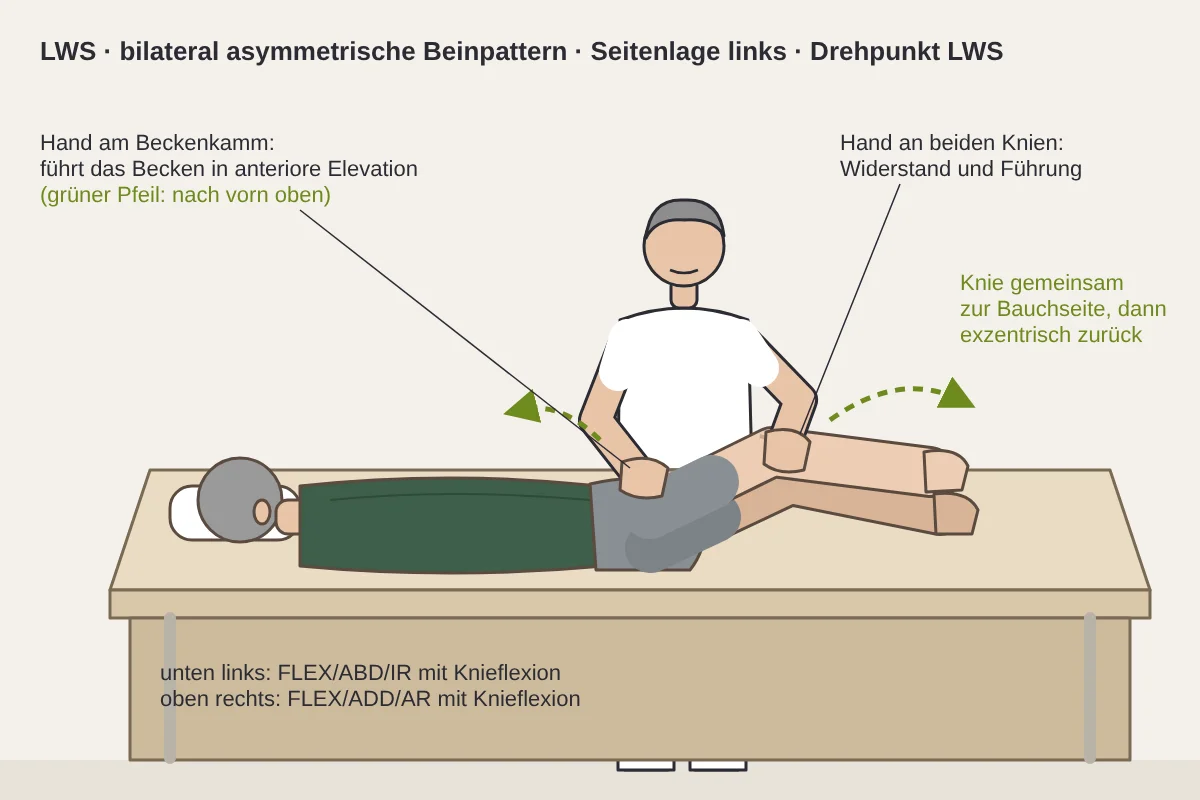 LWS · bilateral asymmetrische Beinpattern · Seitenlage links · Drehpunkt LWS
Hand am Beckenkamm:
führt das Becken in anteriore Elevation
(grüner Pfeil: nach vorn oben)
Hand an beiden Knien:
Widerstand und Führung
Knie gemeinsam
zur Bauchseite, dann
exzentrisch zurück
unten links: FLEX/ABD/IR mit Knieflexion
oben rechts: FLEX/ADD/AR mit Knieflexion